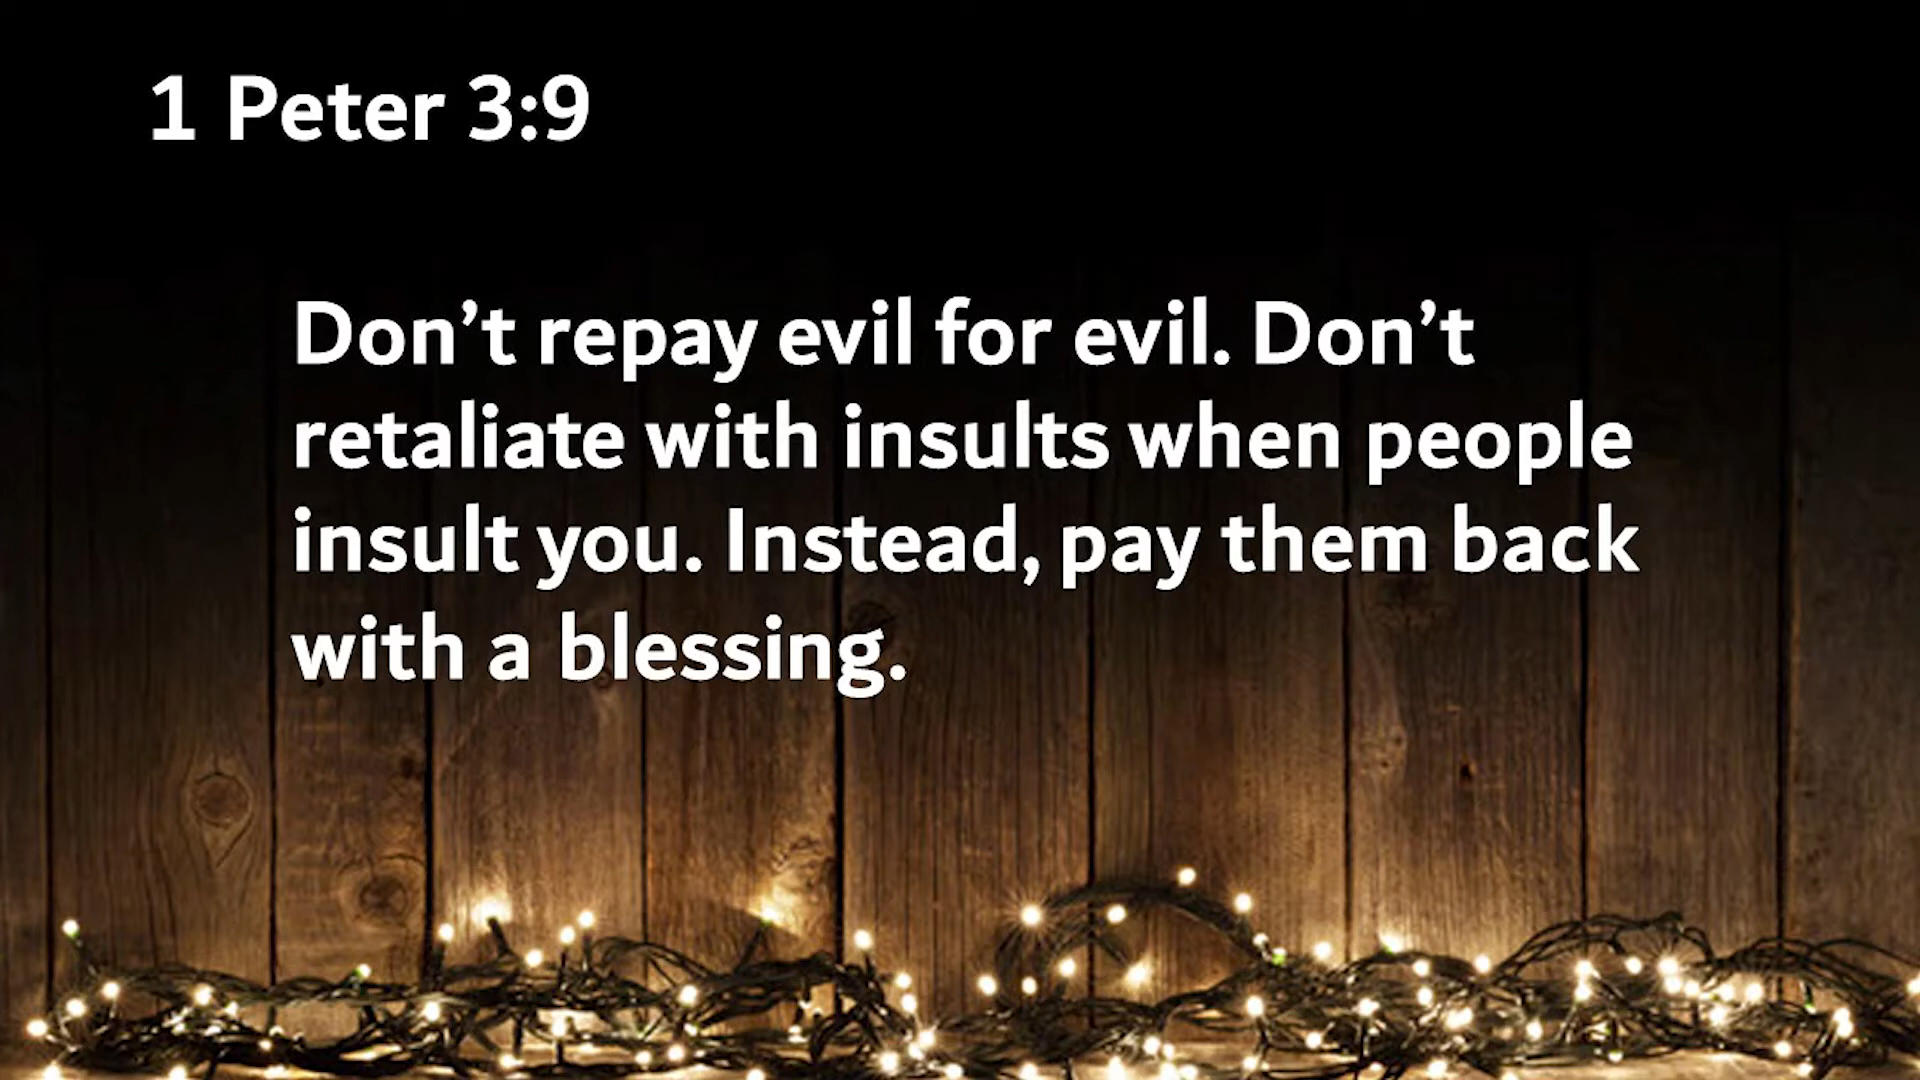 1 Peter 3:9
Don’t repay evil for evil. Don’t
retaliate with insults when people
insult you. Instead, pay them back
with a blessing.